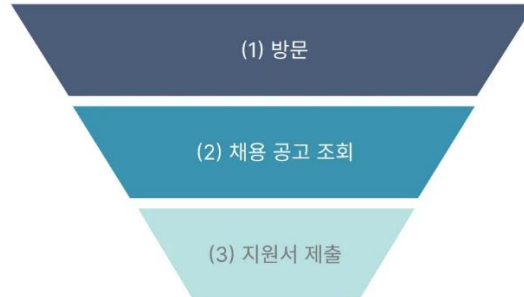 (1) 방문
(2) 채용 공고 조회
(3) 지원서 제출